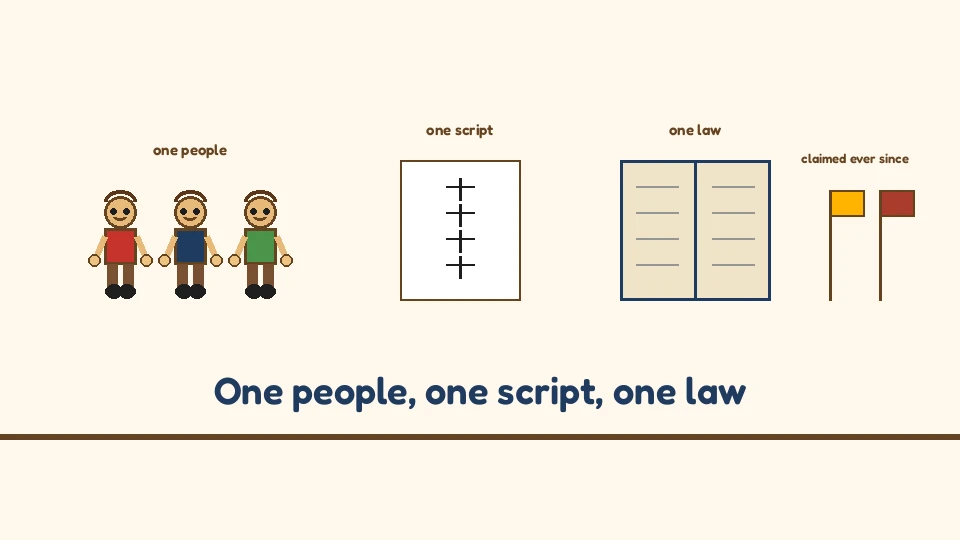 one people
one script
one law
claimed ever since
One people, one script, one law